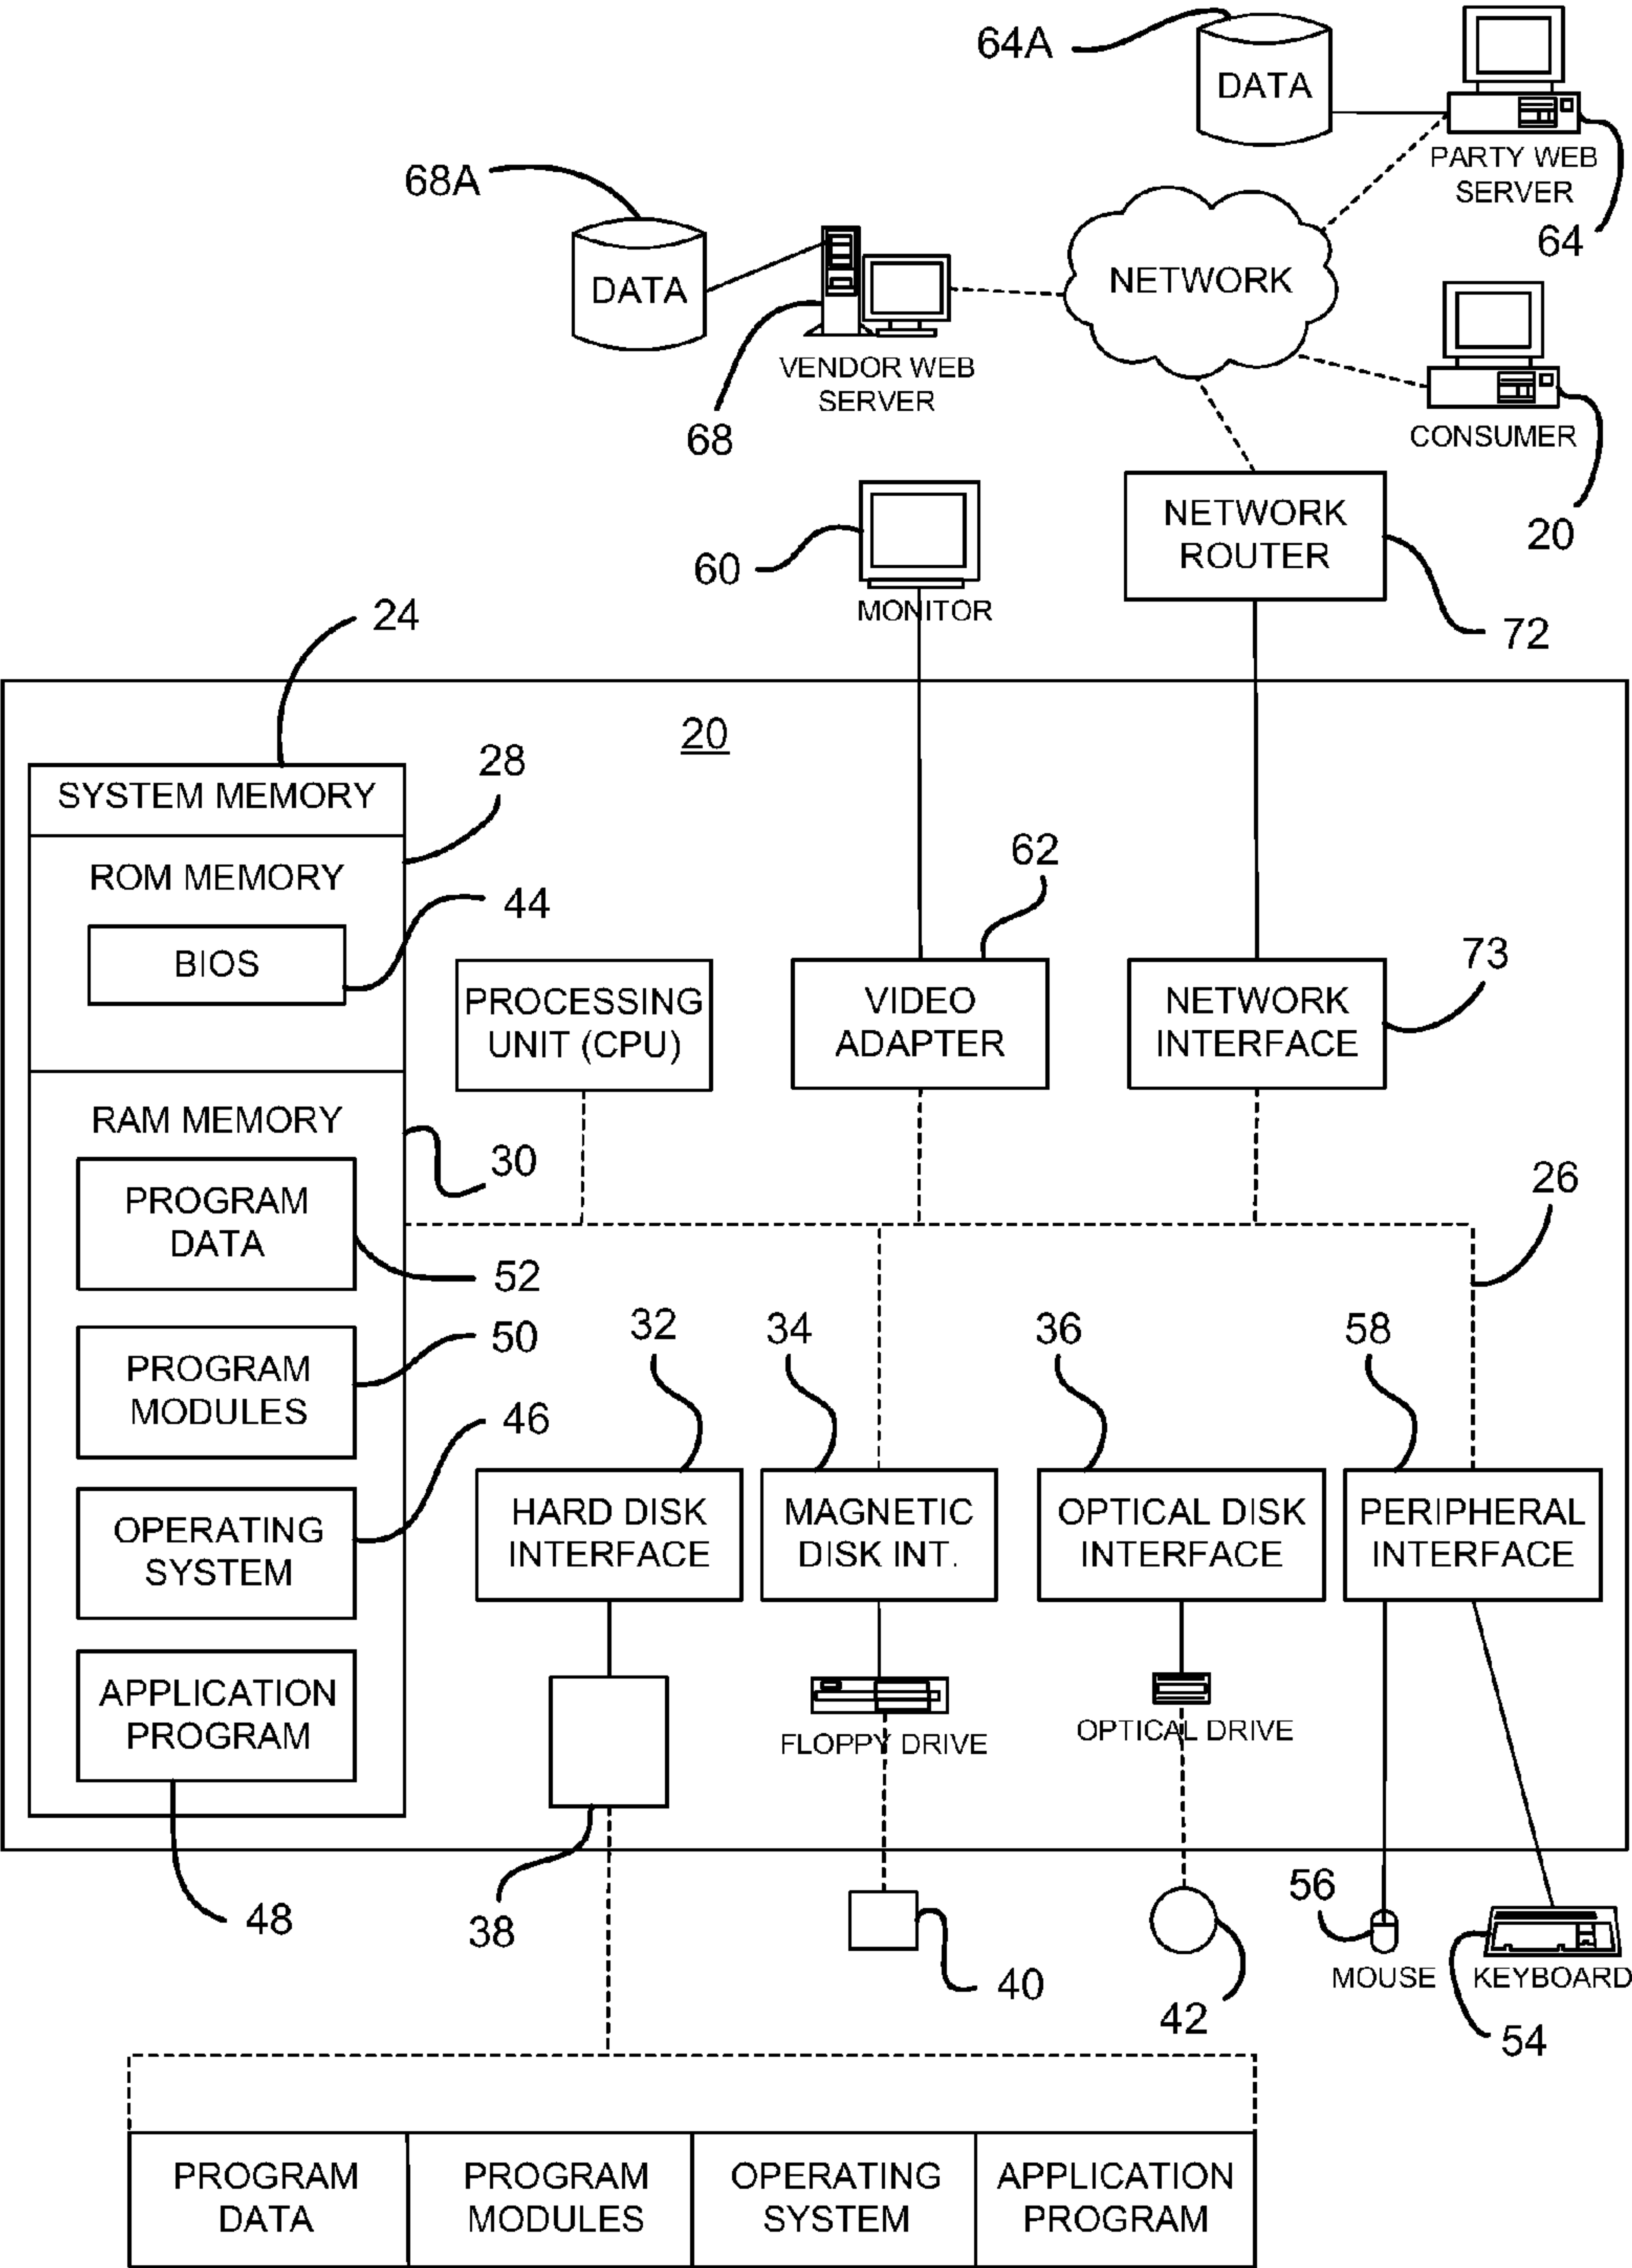 64A
DATA
PARTY WEB
SERVER
64
68A
DATA
VENDOR WEB
SERVER
68
NETWORK
CONSUMER
20
NETWORK
ROUTER
72
60
MONITOR
20
24
SYSTEM MEMORY
28
ROM MEMORY
44
BIOS
PROCESSING
UNIT (CPU)
62
VIDEO
ADAPTER
73
NETWORK
INTERFACE
RAM MEMORY
30
PROGRAM
DATA
52
26
PROGRAM
MODULES
50
OPERATING
SYSTEM
46
APPLICATION
PROGRAM
48
32
HARD DISK
INTERFACE
34
MAGNETIC
DISK INT.
36
OPTICAL DISK
INTERFACE
58
PERIPHERAL
INTERFACE
FLOPPY DRIVE
OPTICAL DRIVE
38
40
42
56
MOUSE
KEYBOARD
54
PROGRAM
DATA
PROGRAM
MODULES
OPERATING
SYSTEM
APPLICATION
PROGRAM